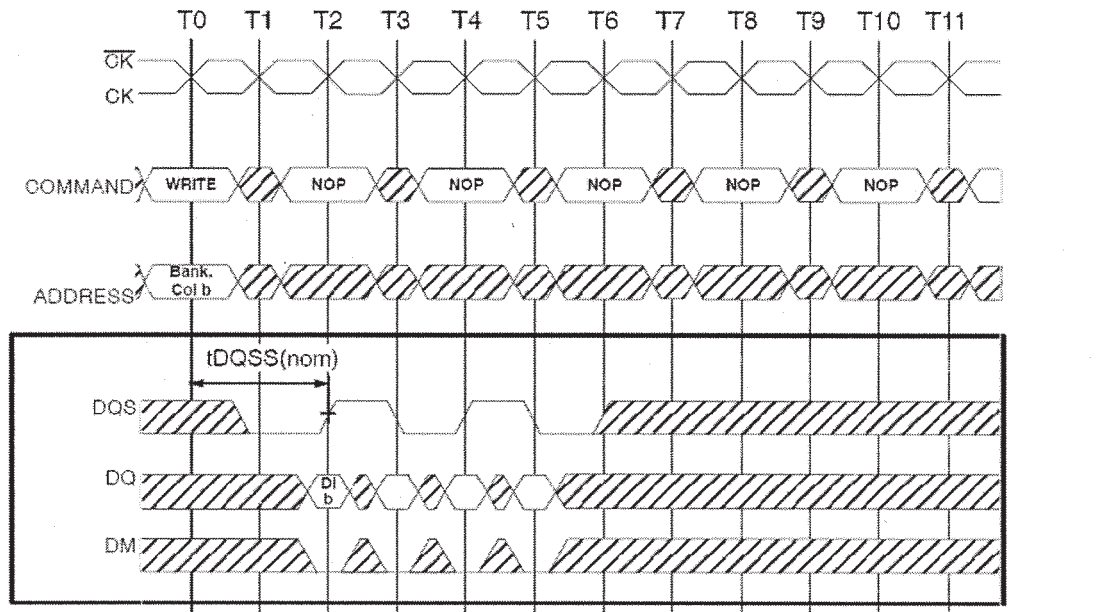 T0 T1 T2 T3 T4 T5 T6 T7 T8 T9 T10 T11
CK
CK
COMMAND WRITE NOP NOP NOP NOP NOP
ADDRESS Bank.
Col b
tDQSS(nom)
DQS
DQ DI
b
DM